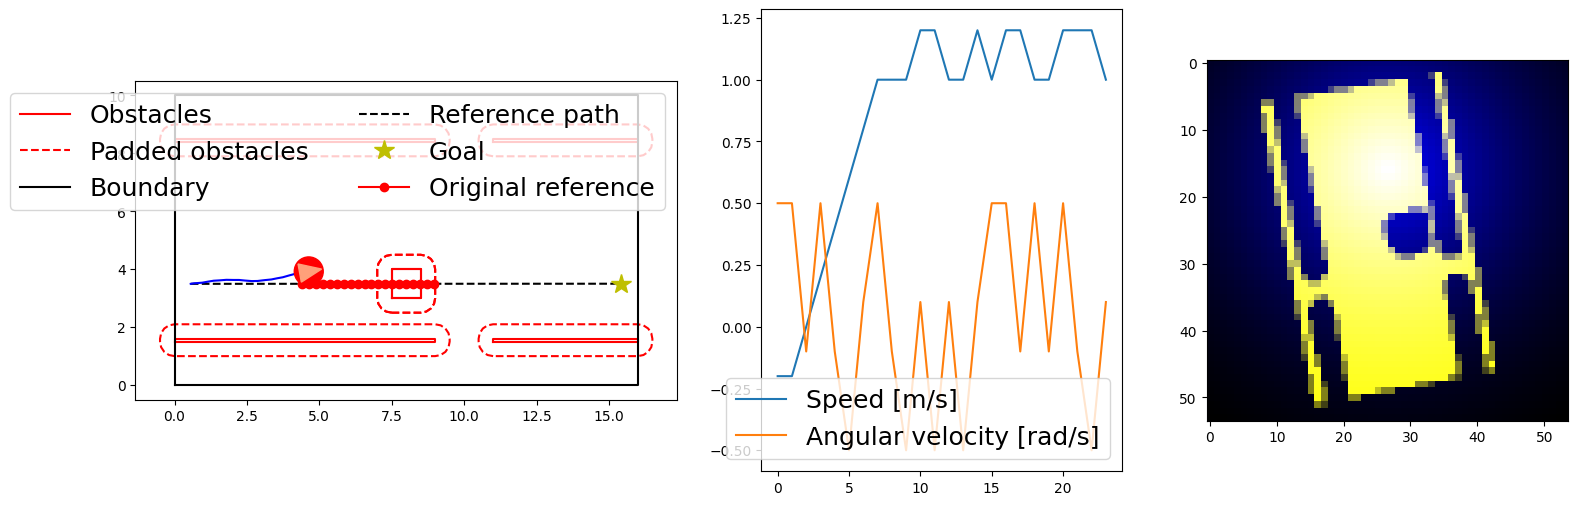 10
Obstacles
Reference path
Padded obstacles
Goal
Boundary
Original reference
6
4
2
0
0.0 2.5 5.0 7.5 10.0 12.5 15.0
1.25
1.00
0.75
0.50
0.25
0.00
−0.25
−0.50
Speed [m/s]
Angular velocity [rad/s]
0 5 10 15 20
0
10
20
30
40
50
0 10 20 30 40 50